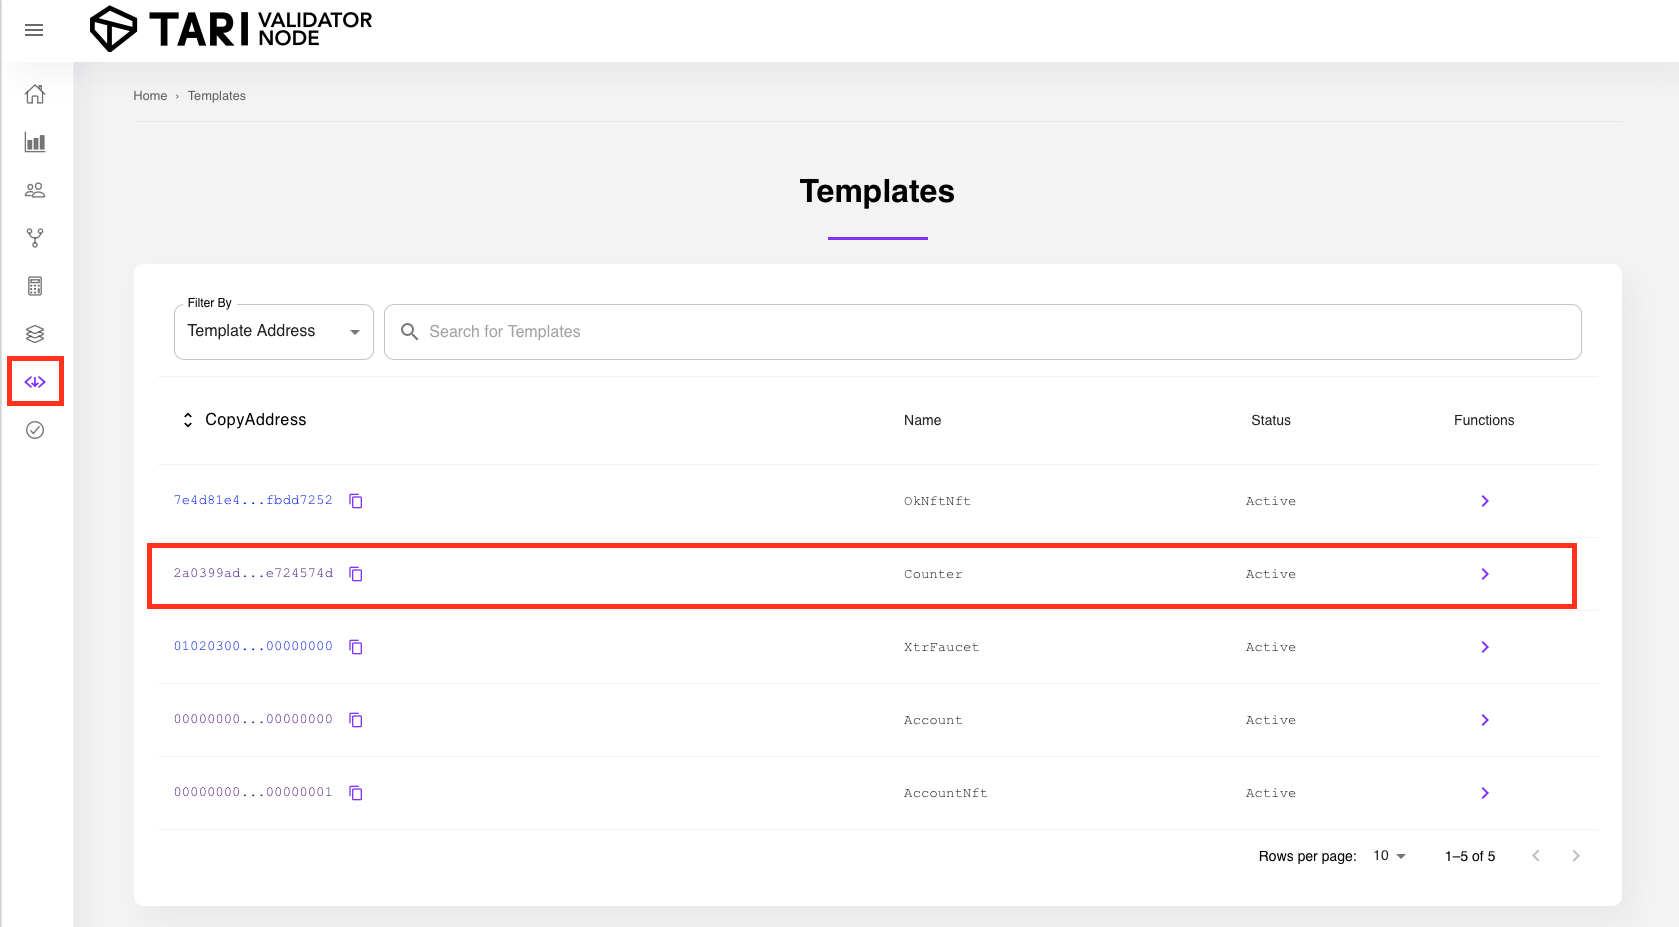 TARI VALIDATOR NODE
Home › Templates
Templates
Filter By
Template Address
Search for Templates
CopyAddress Name Status Functions
7e4d81e4...fbdd7252 OkNftNft Active
2a0399ad...e724574d Counter Active
01020300...00000000 XtrFaucet Active
00000000...00000000 Account Active
00000000...00000001 AccountNft Active
Rows per page: 10 1–5 of 5